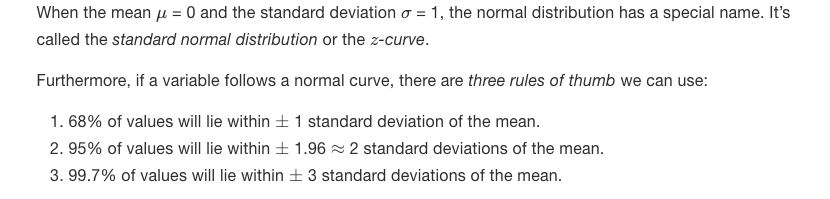 When the mean μ = 0 and the standard deviation σ = 1, the normal distribution has a special name. It’s
called the standard normal distribution or the z-curve.
Furthermore, if a variable follows a normal curve, there are three rules of thumb we can use:
1. 68% of values will lie within ± 1 standard deviation of the mean.
2. 95% of values will lie within ± 1.96 ≈ 2 standard deviations of the mean.
3. 99.7% of values will lie within ± 3 standard deviations of the mean.